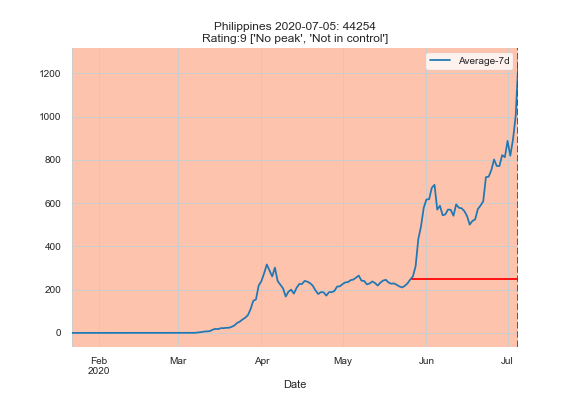 Philippines 2020-07-05: 44254
Rating:9 ['No peak', 'Not in control']
Average-7d
1200
1000
800
600
400
200
0
Feb
2020
Mar
Apr
May
Jun
Jul
Date